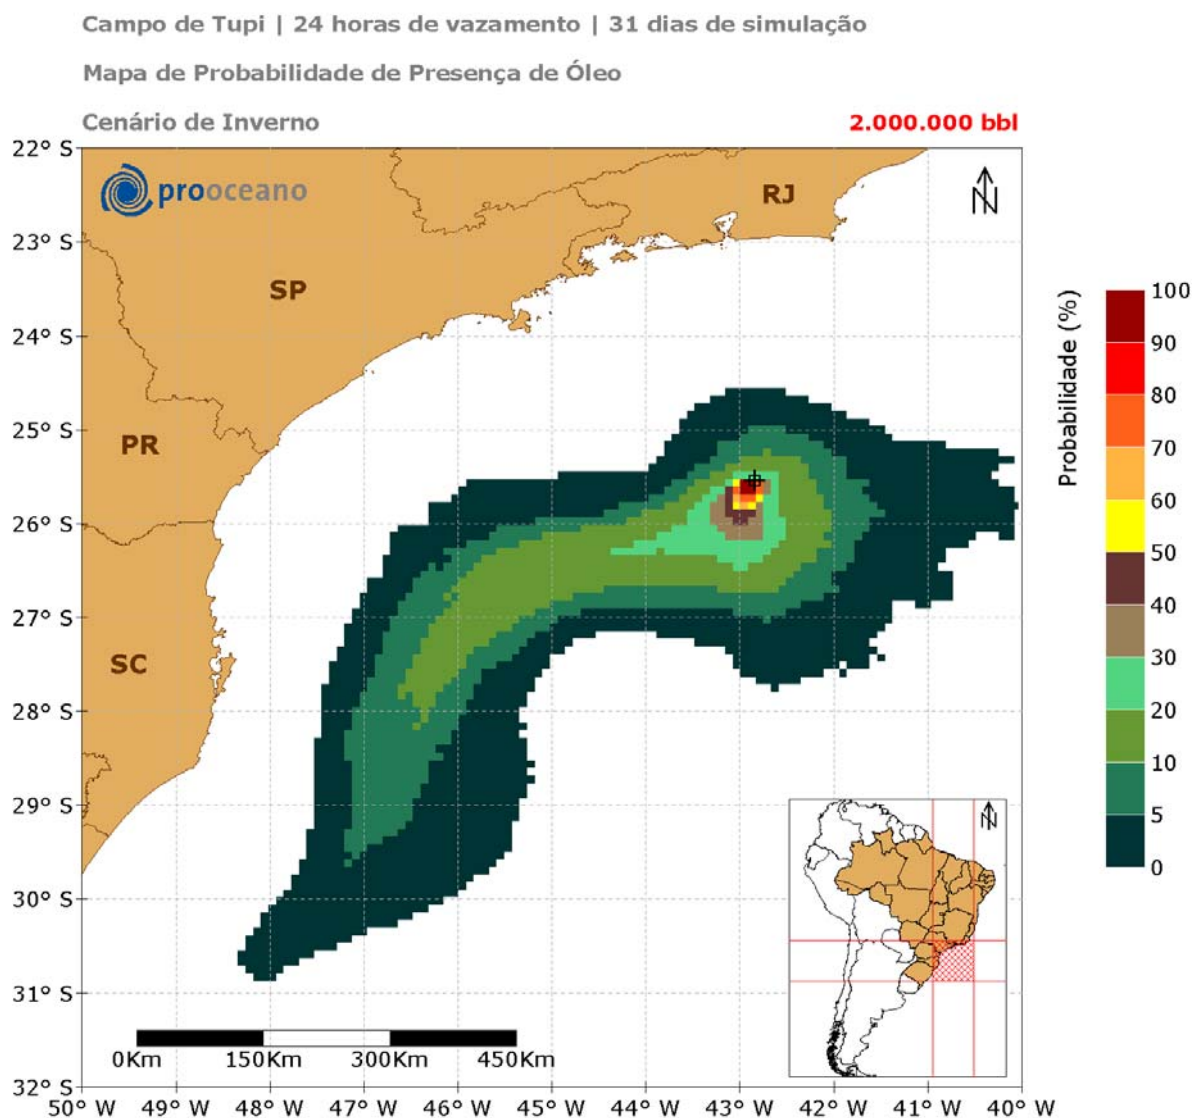 Campo de Tupi | 24 horas de vazamento | 31 dias de simulação
Mapa de Probabilidade de Presença de Óleo
Cenário de Inverno
2.000.000 bbl
prooceano
N
RJ
SP
PR
SC
22° S
23° S
24° S
25° S
26° S
27° S
28° S
29° S
30° S
31° S
32° S
50° W 49° W 48° W 47° W 46° W 45° W 44° W 43° W 42° W 41° W 40° W
0Km 150Km 300Km 450Km
N
Probabilidade (%)
100
90
80
70
60
50
40
30
20
10
5
0